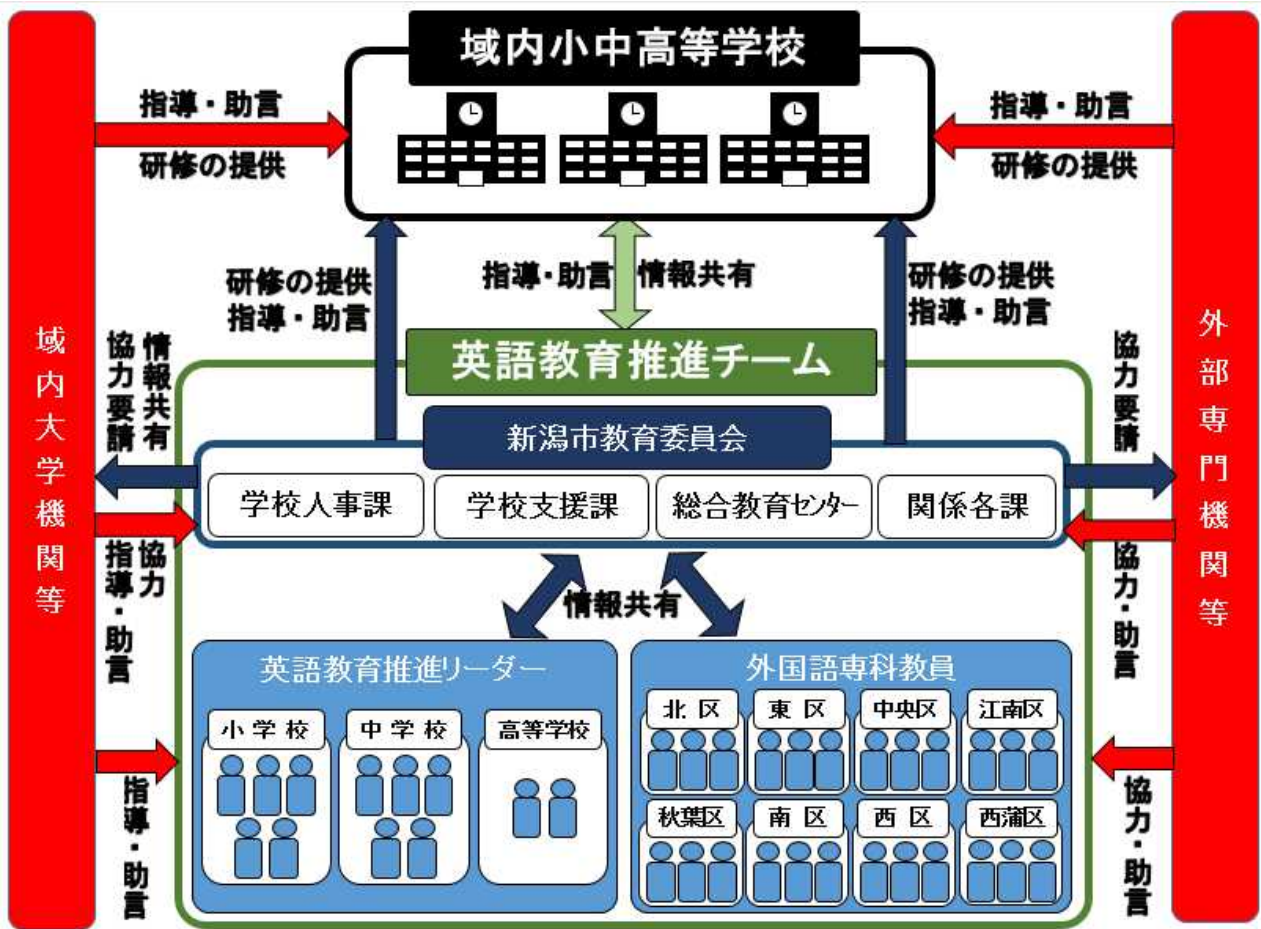 域内小中高等学校
指導・助言
研修の提供
指導・助言
研修の提供
研修の提供
指導・助言
指導・助言
情報共有
研修の提供
指導・助言
域内大学機関等
外部専門機関等
情報共有
協力要請
協力要請
英語教育推進チーム
新潟市教育委員会
学校人事課
学校支援課
総合教育センター
関係各課
協力
指導・助言
協力・助言
情報共有
英語教育推進リーダー
小学校
中学校
高等学校
外国語専科教員
北区
東区
中央区
江南区
秋葉区
南区
西区
西蒲区
指導・助言
協力・助言